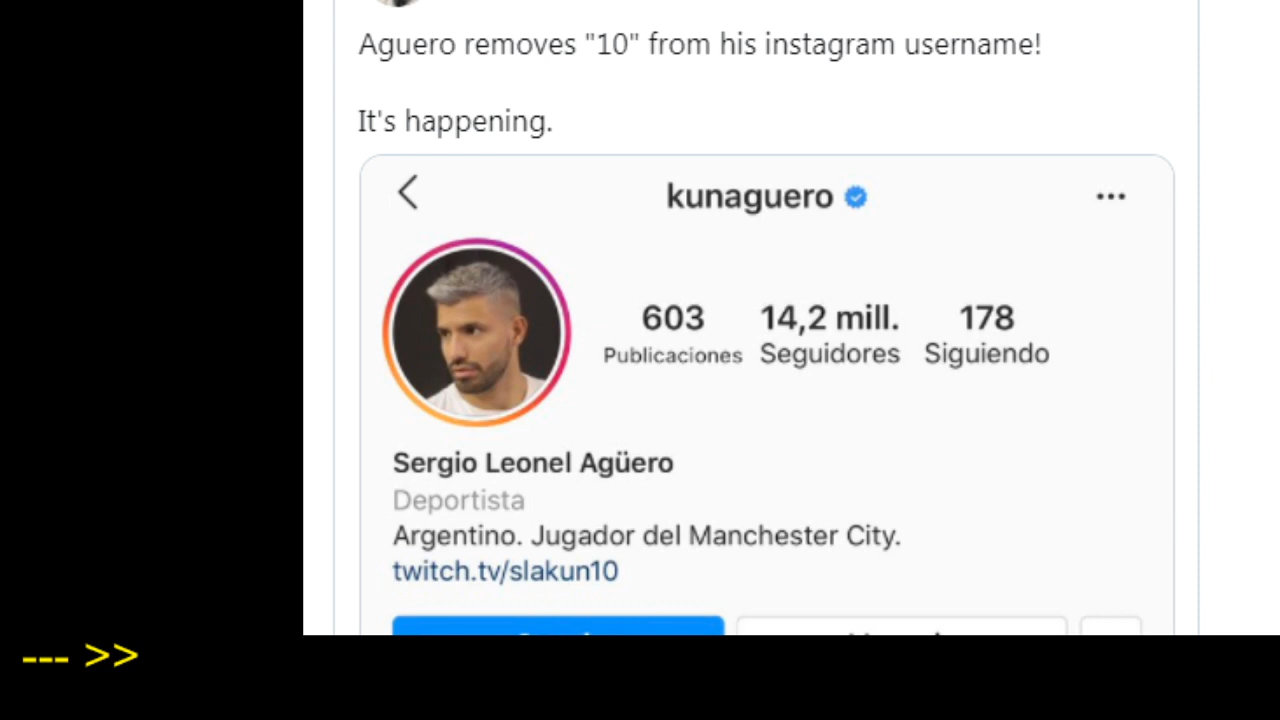 Aguero removes "10" from his instagram username!
It's happening.
kunaguero
603 14,2 mill. 178
Publicaciones Seguidores Siguiendo
Sergio Leonel Agüero
Deportista
Argentino. Jugador del Manchester City.
twitch.tv/slakun10
--- >>